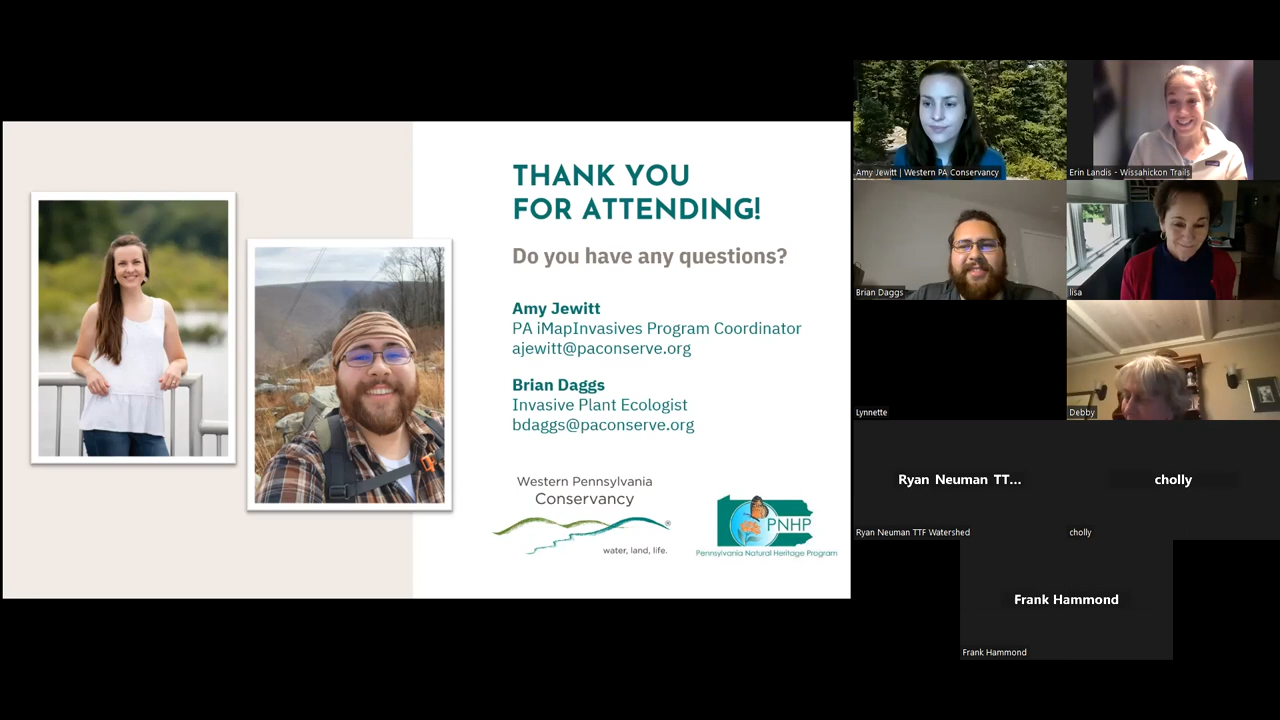 THANK YOU
FOR ATTENDING!
Do you have any questions?
Amy Jewitt
PA iMapInvasives Program Coordinator
ajewitt@paconserve.org
Brian Daggs
Invasive Plant Ecologist
bdaggs@paconserve.org
Western Pennsylvania
Conservancy
®
water, land, life.
PNHP
Pennsylvania Natural Heritage Program
Amy Jewitt | Western PA Conservancy
Erin Landis - Wissahickon Trails
Brian Daggs
lisa
Lynnette
Debby
Ryan Neuman TT...
Ryan Neuman TTF Watershed
cholly
cholly
Frank Hammond
Frank Hammond